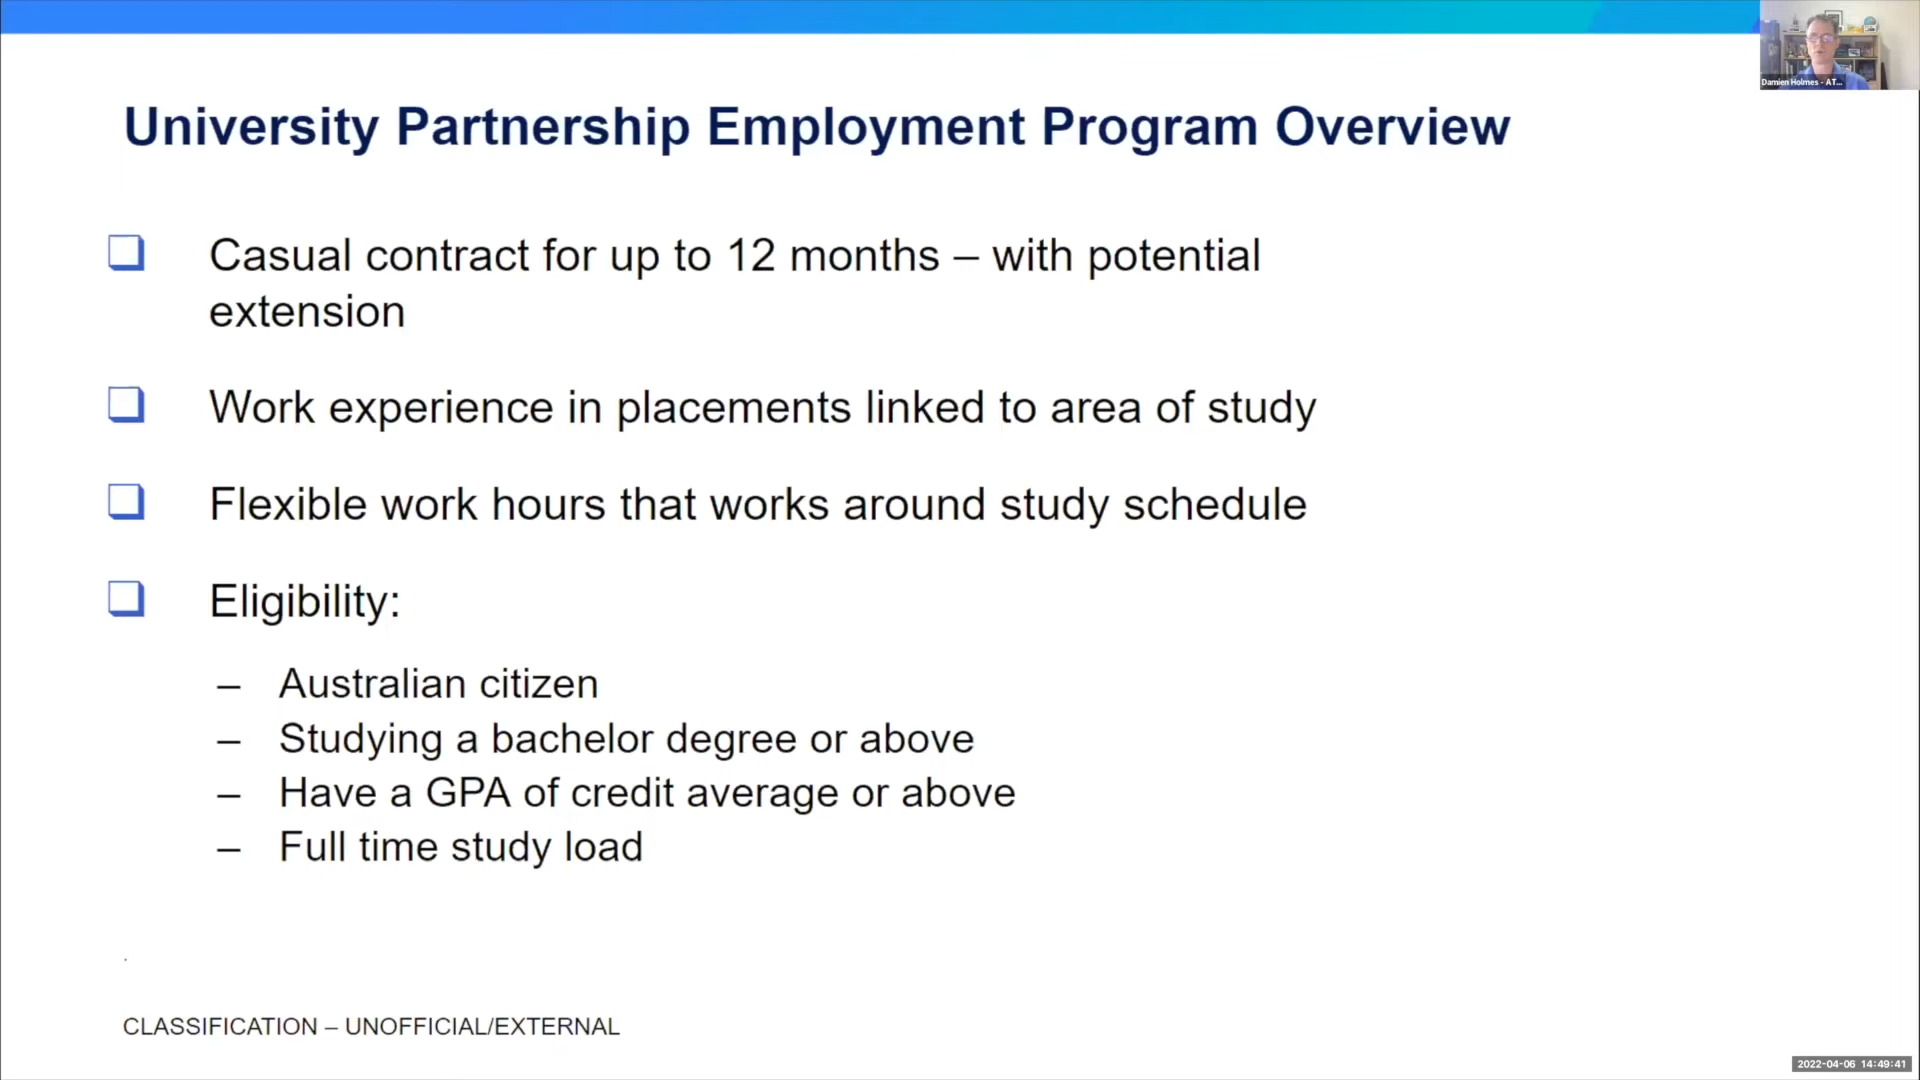 Damien Holmes - AT...
University Partnership Employment Program Overview
Casual contract for up to 12 months – with potential
extension
Work experience in placements linked to area of study
Flexible work hours that works around study schedule
Eligibility:
– Australian citizen
– Studying a bachelor degree or above
– Have a GPA of credit average or above
– Full time study load
.
CLASSIFICATION – UNOFFICIAL/EXTERNAL
2022-04-06 14:49:41